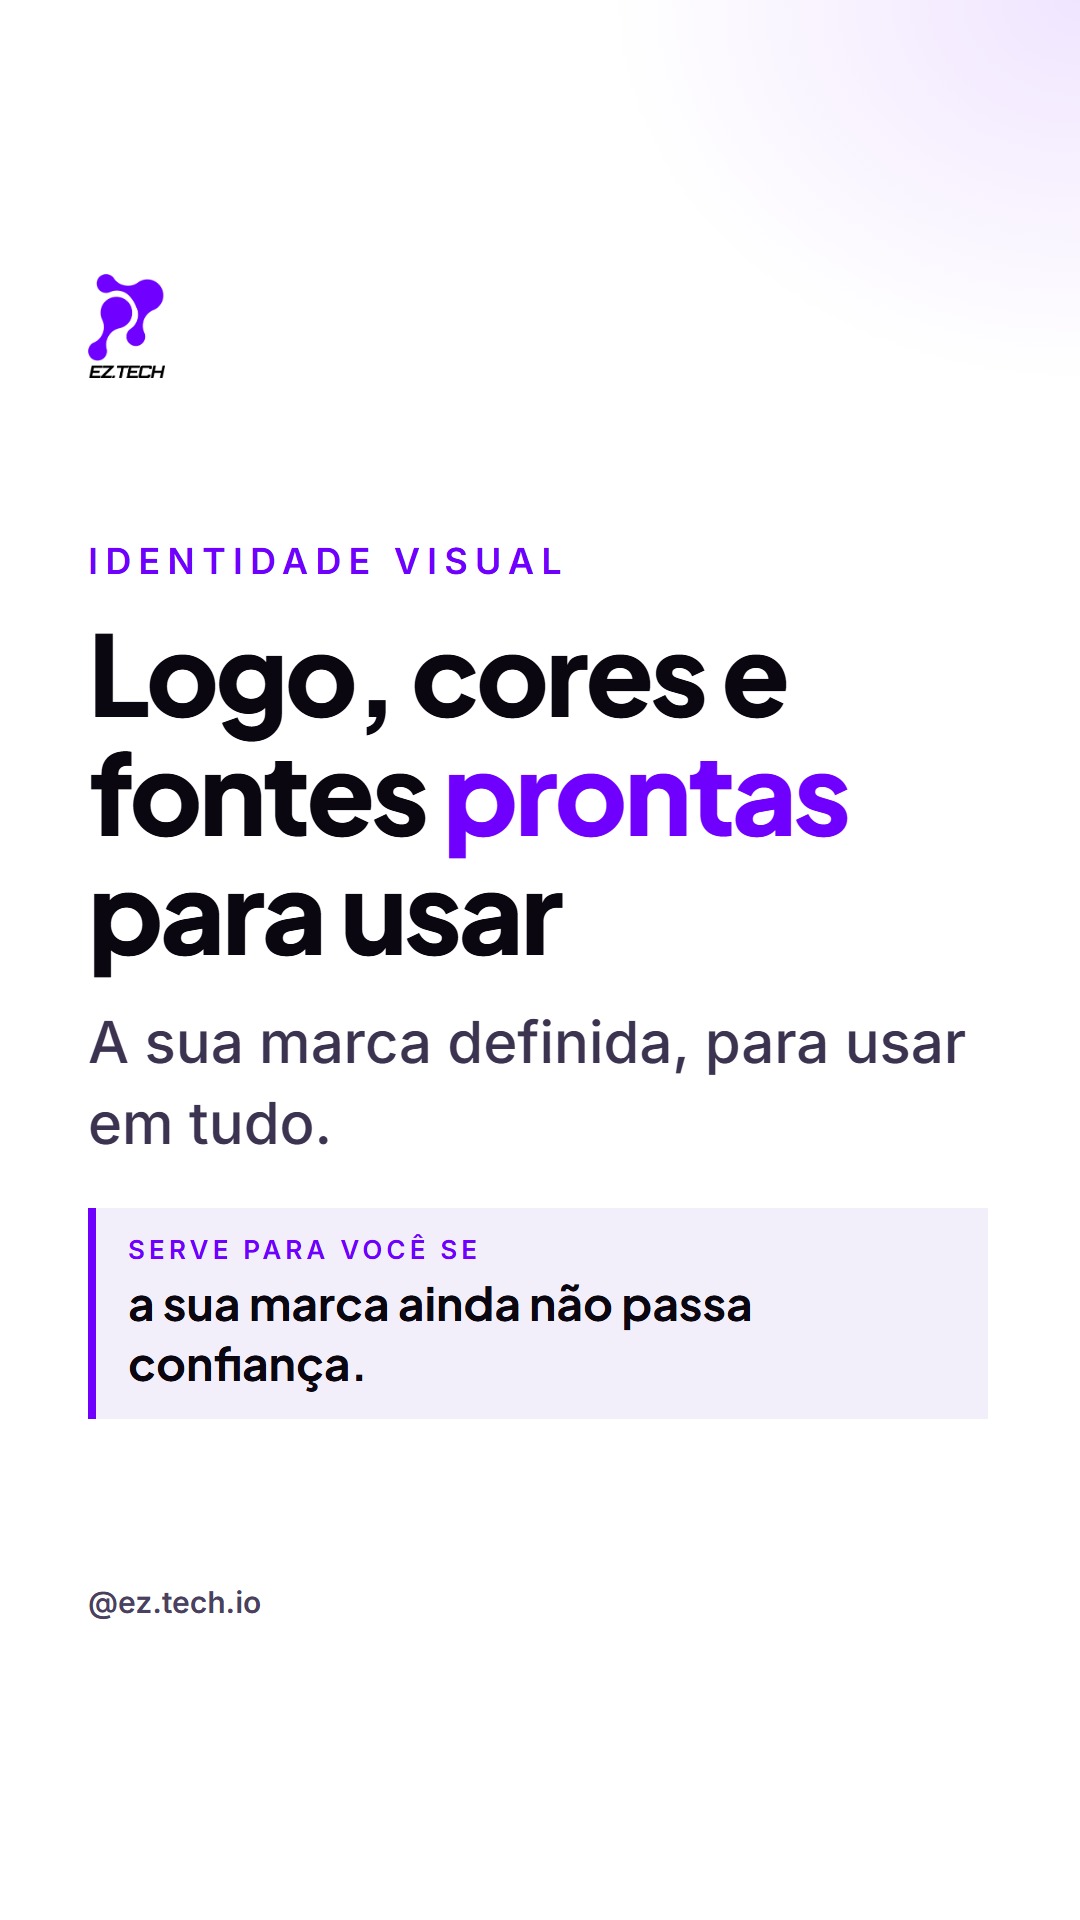 EZ.TECH
IDENTIDADE VISUAL
Logo, cores e
fontes prontas
para usar
A sua marca definida, para usar
em tudo.
SERVE PARA VOCÊ SE
a sua marca ainda não passa
confiança.
@ez.tech.io